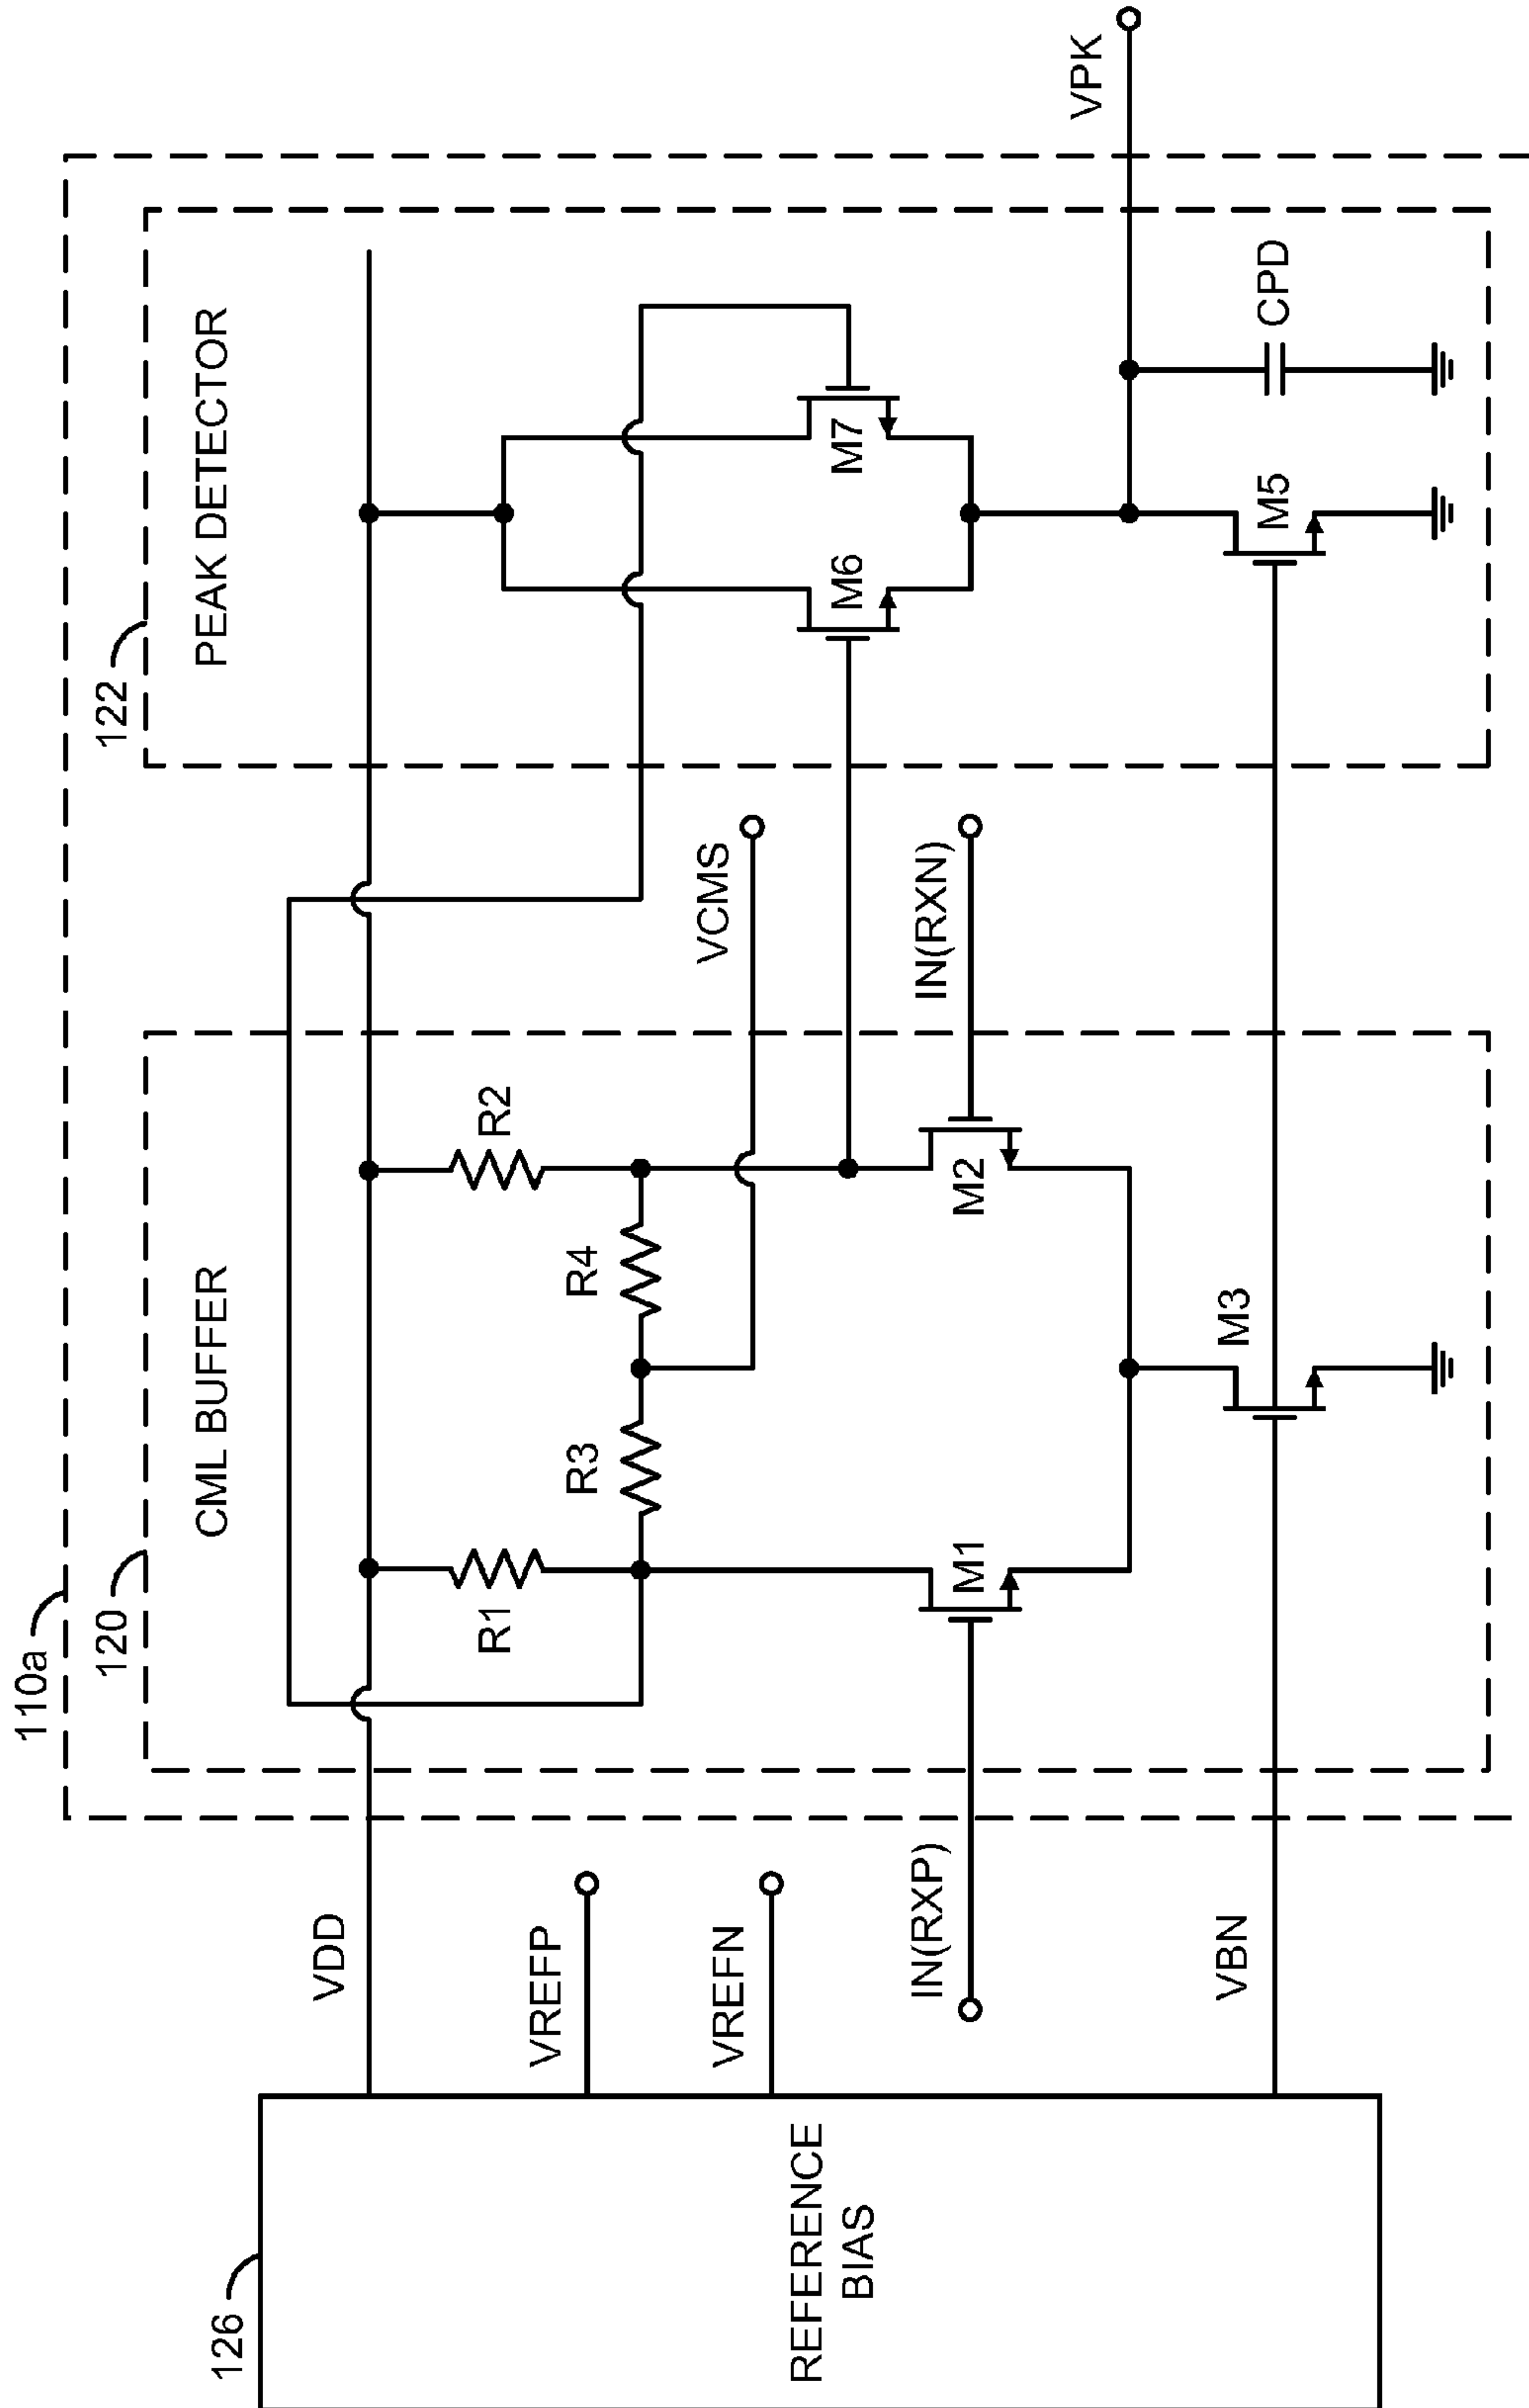 110a
120
122
126
CML BUFFER
PEAK DETECTOR
VDD
R1
R2
R3
R4
VREFP
VREFN
VCMS
REFERENCE
BIAS
M6
M7
IN(RXP)
M1
M2
IN(RXN)
VPK
VBN
M3
M5
CPD